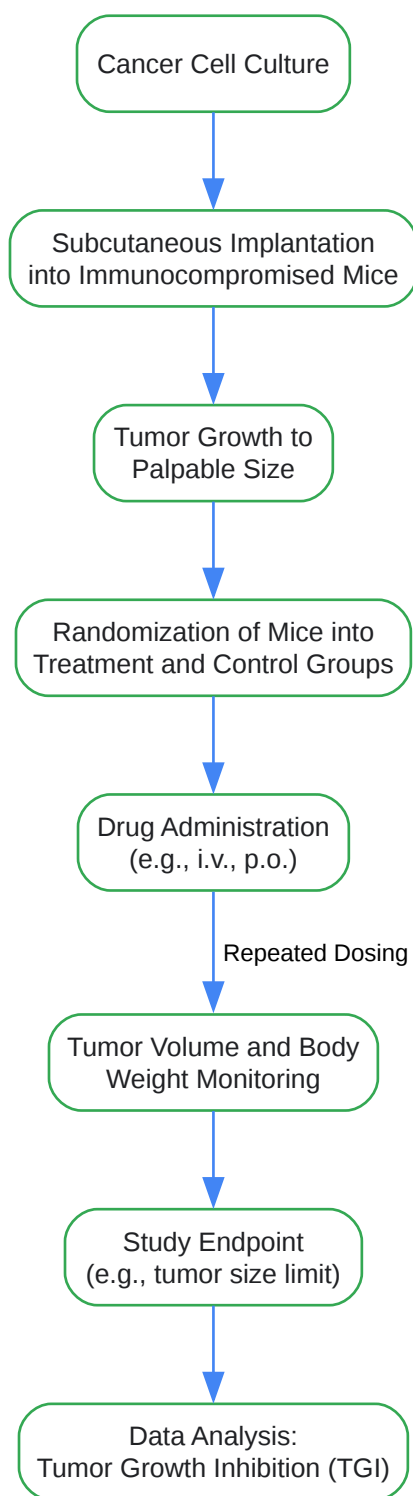 Cancer Cell Culture
Subcutaneous Implantation
into Immunocompromised Mice
Tumor Growth to
Palpable Size
Randomization of Mice into
Treatment and Control Groups
Drug Administration
(e.g., i.v., p.o.)
Repeated Dosing
Tumor Volume and Body
Weight Monitoring
Study Endpoint
(e.g., tumor size limit)
Data Analysis:
Tumor Growth Inhibition (TGI)